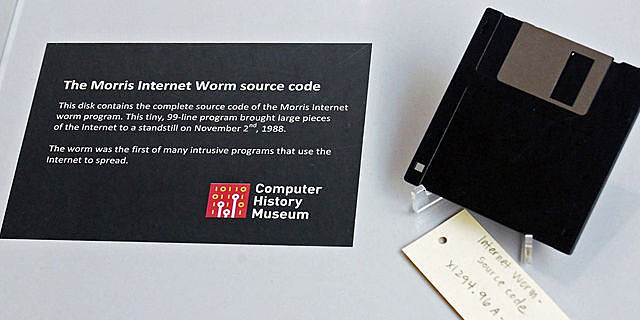 The Morris Internet Worm source code
This disk contains the complete source code of the Morris Internet
worm program. This tiny, 99-line program brought large pieces
of the Internet to a standstill on November 2nd, 1988.
The worm was the first of many intrusive programs that use the
Internet to spread.
Computer
History
Museum
Internet Worm-
source code
X1294.96A